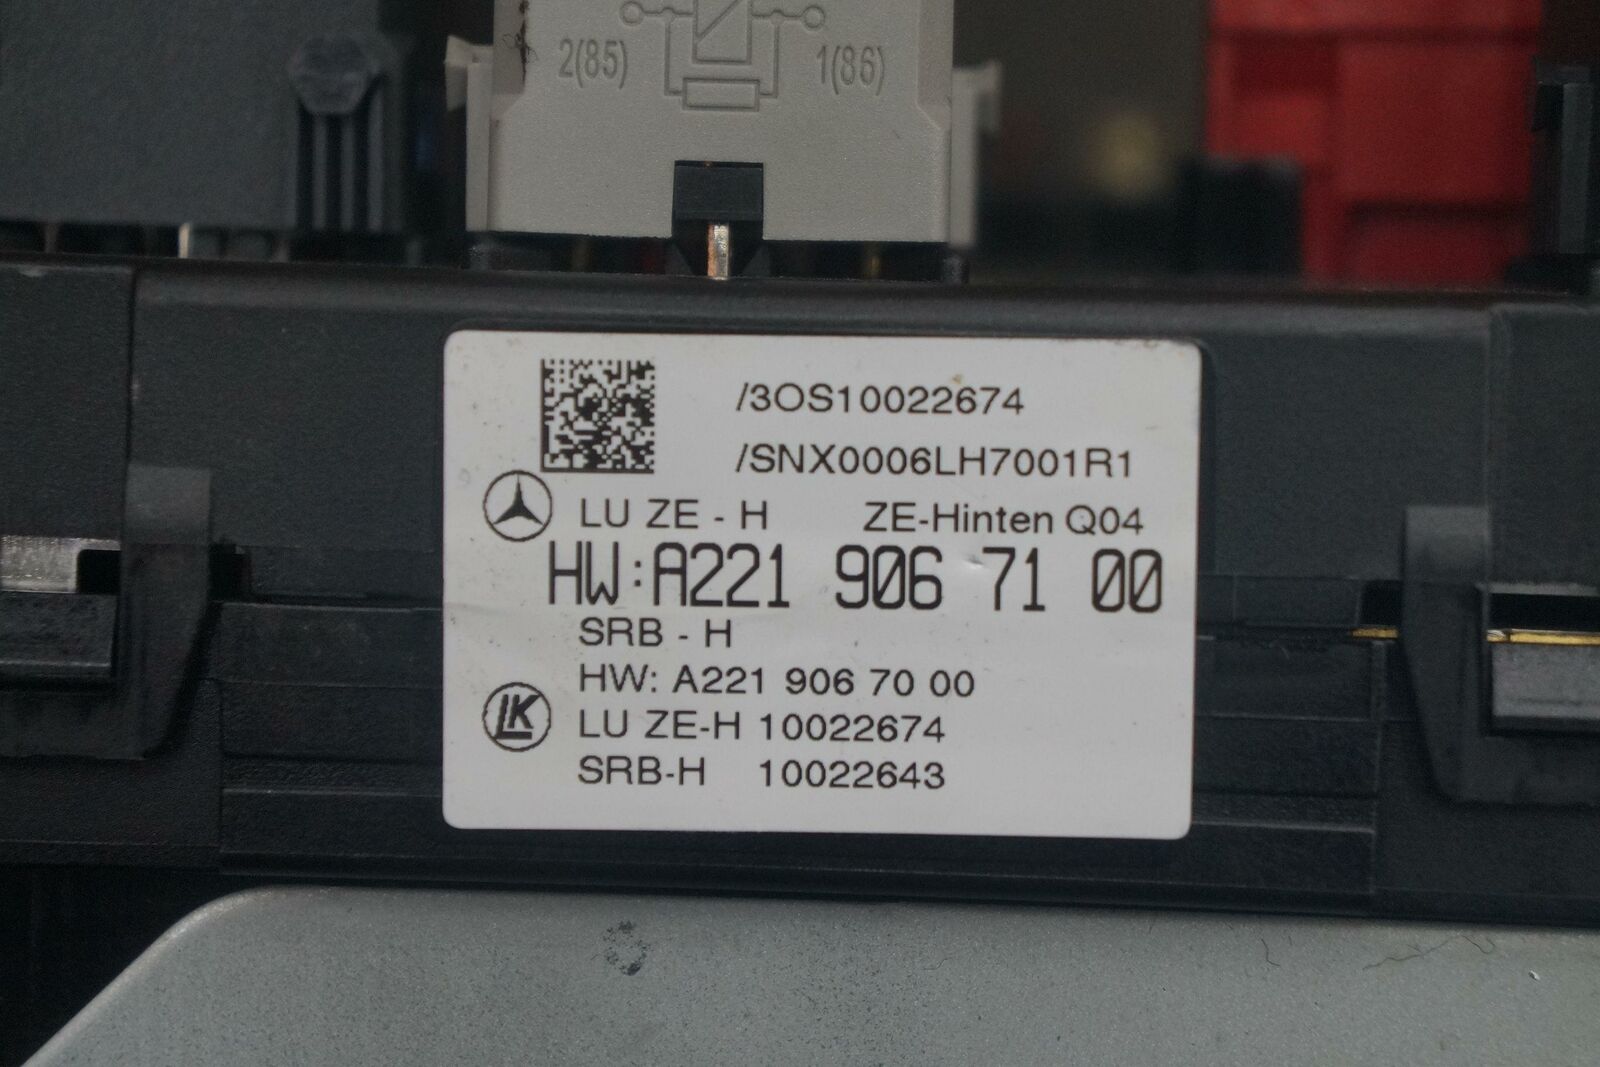 2(85) 1(86)
/3OS10022674
/SNX0006LH7001R1
LU ZE - H ZE-Hinten Q04
HW:A221 906 71 00
SRB - H
HW: A221 906 70 00
LK
LU ZE-H 10022674
SRB-H 10022643